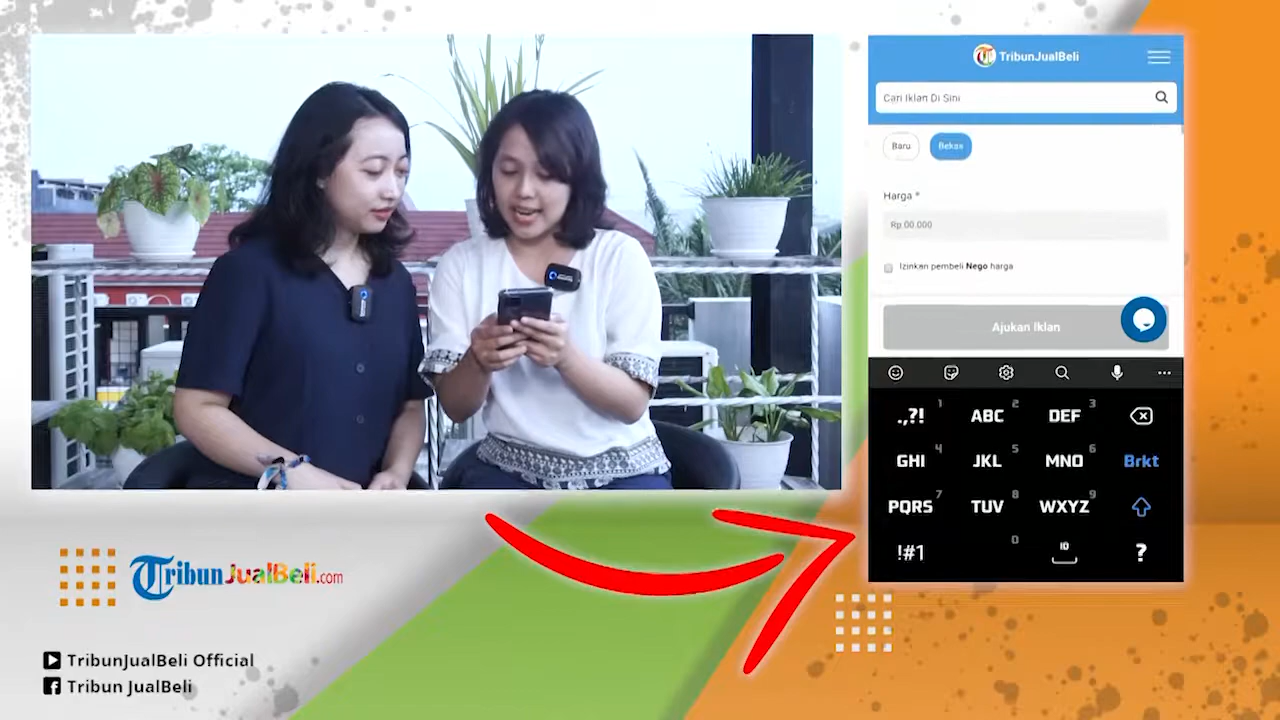 TribunJualBeli
Cari Iklan Di Sini
Baru
Bekas
Harga *
Rp.00.000
Izinkan pembeli Nego harga
Ajukan Iklan
.,?! 1
ABC 2
DEF 3
GHI 4
JKL 5
MNO 6
Brkt
PQRS 7
TUV 8
WXYZ 9
!#1
0
ID
?
TribunJualBeli.com
TribunJualBeli Official
Tribun JualBeli